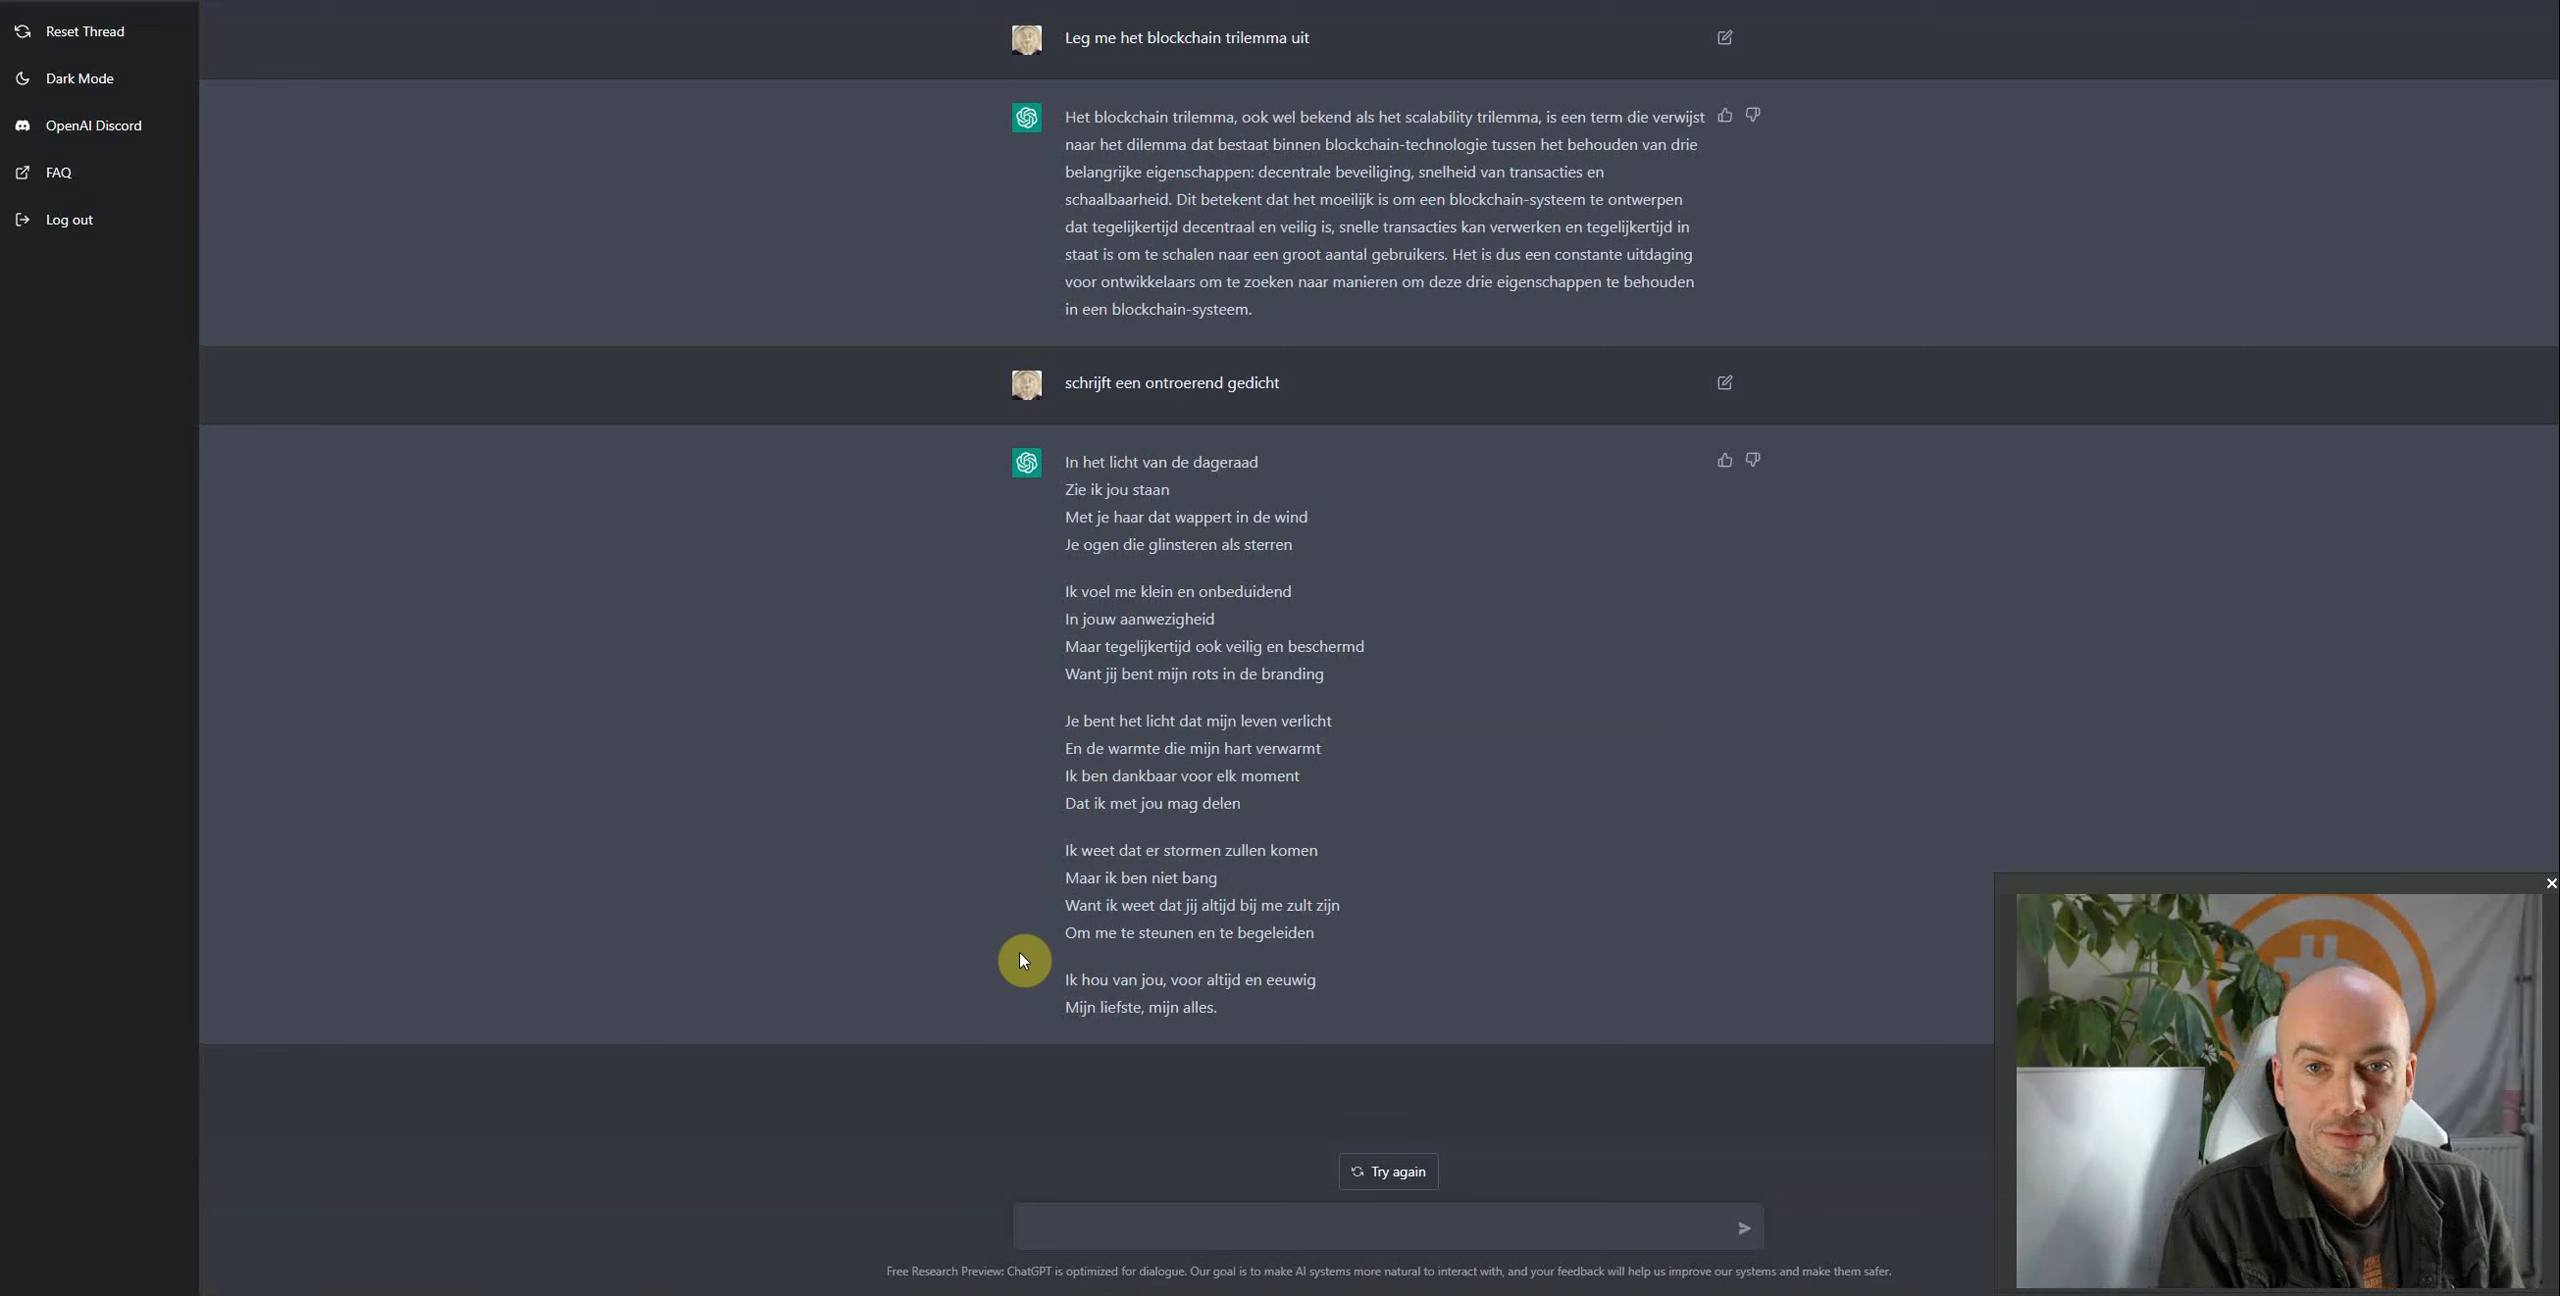 Reset Thread
Dark Mode
OpenAI Discord
FAQ
Log out
Leg me het blockchain trilemma uit
Het blockchain trilemma, ook wel bekend als het scalability trilemma, is een term die verwijst
naar het dilemma dat bestaat binnen blockchain-technologie tussen het behouden van drie
belangrijke eigenschappen: decentrale beveiliging, snelheid van transacties en
schaalbaarheid. Dit betekent dat het moeilijk is om een blockchain-systeem te ontwerpen
dat tegelijkertijd decentraal en veilig is, snelle transacties kan verwerken en tegelijkertijd in
staat is om te schalen naar een groot aantal gebruikers. Het is dus een constante uitdaging
voor ontwikkelaars om te zoeken naar manieren om deze drie eigenschappen te behouden
in een blockchain-systeem.
schrijft een ontroerend gedicht
In het licht van de dageraad
Zie ik jou staan
Met je haar dat wappert in de wind
Je ogen die glinsteren als sterren
Ik voel me klein en onbeduidend
In jouw aanwezigheid
Maar tegelijkertijd ook veilig en beschermd
Want jij bent mijn rots in de branding
Je bent het licht dat mijn leven verlicht
En de warmte die mijn hart verwarmt
Ik ben dankbaar voor elk moment
Dat ik met jou mag delen
Ik weet dat er stormen zullen komen
Maar ik ben niet bang
Want ik weet dat jij altijd bij me zult zijn
Om me te steunen en te begeleiden
Ik hou van jou, voor altijd en eeuwig
Mijn liefste, mijn alles.
Try again
Free Research Preview: ChatGPT is optimized for dialogue. Our goal is to make AI systems more natural to interact with, and your feedback will help us improve our systems and make them safer.